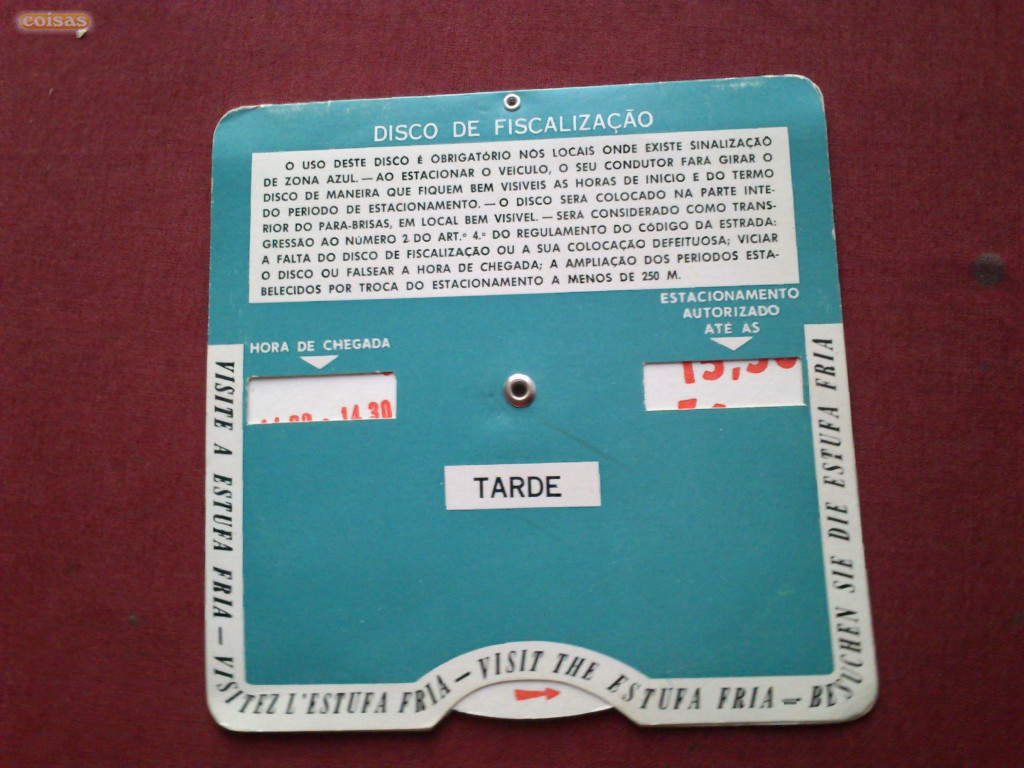 coisas
DISCO DE FISCALIZAÇÃO
O USO DESTE DISCO É OBRIGATÓRIO NOS LOCAIS ONDE EXISTE SINALIZAÇÃO
DE ZONA AZUL. — AO ESTACIONAR O VEICULO, O SEU CONDUTOR FARÁ GIRAR O
DISCO DE MANEIRA QUE FIQUEM BEM VISIVEIS AS HORAS DE INICIO E DO TERMO
DO PERIODO DE ESTACIONAMENTO. — O DISCO SERÁ COLOCADO NA PARTE INTE-
RIOR DO PARA-BRISAS, EM LOCAL BEM VISIVEL. — SERÁ CONSIDERADO COMO TRANS-
GRESSÃO AO NÚMERO 2 DO ART.º 4.º DO REGULAMENTO DO CÓDIGO DA ESTRADA:
A FALTA DO DISCO DE FISCALIZAÇÃO OU A SUA COLOCAÇÃO DEFEITUOSA; VICIAR
O DISCO OU FALSEAR A HORA DE CHEGADA; A AMPLIAÇÃO DOS PERIODOS ESTA-
BELECIDOS POR TROCA DO ESTACIONAMENTO A MENOS DE 250 M.
HORA DE CHEGADA
14.30
ESTACIONAMENTO
AUTORIZADO
ATÉ AS
TARDE
VISITE A ESTUFA FRIA — VISITEZ L'ESTUFA FRIA — VISIT THE ESTUFA FRIA — BESUCHEN SIE DIE ESTUFA FRIA